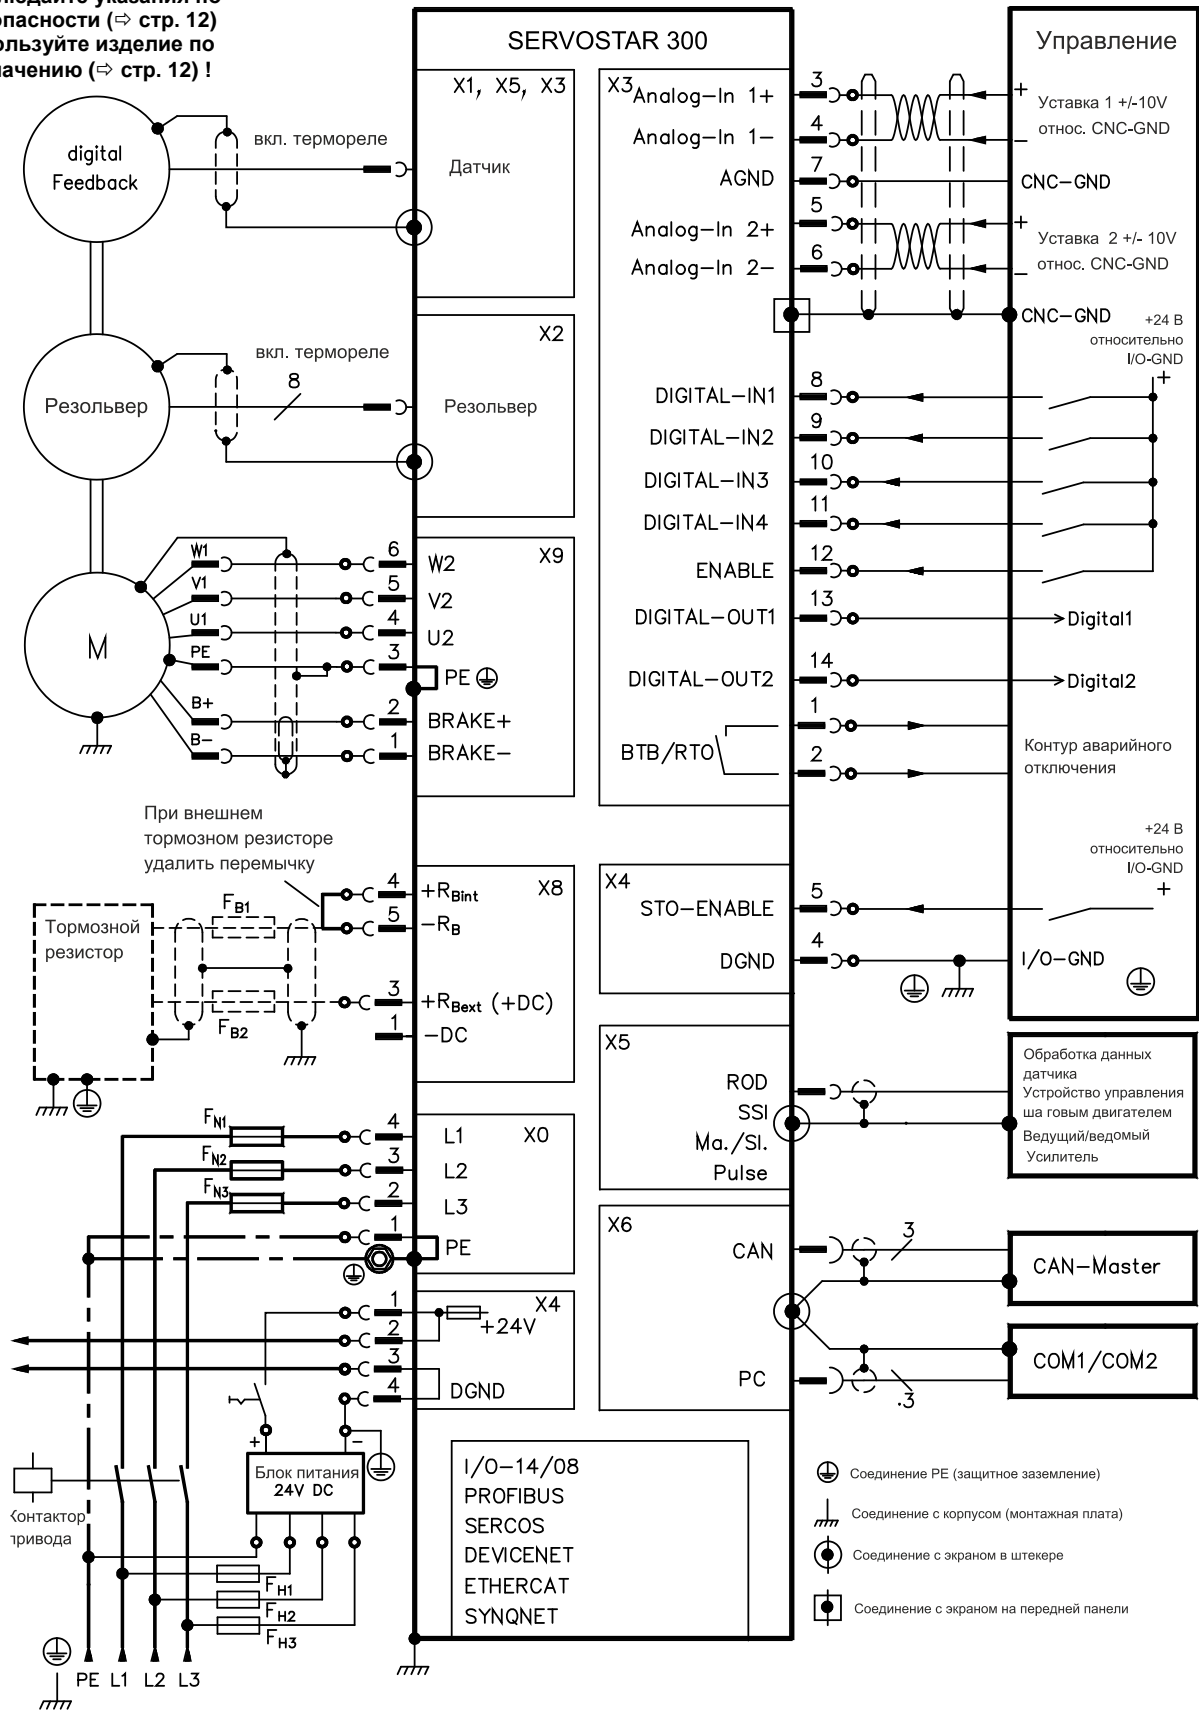 (⇨ стр. 12)
изделие по
(⇨ стр. 12) !
SERVOSTAR 300
Управление
X1, X5, X3
Датчик
digital
Feedback
вкл. термореле
X2
Резольвер
Резольвер
вкл. термореле
8
X9
M
W1
V1
U1
PE
B+
B–
6
W2
5
V2
4
U2
3
PE
2
BRAKE+
1
BRAKE–
При внешнем
тормозном резисторе
удалить перемычку
Тормозной
резистор
FB1
FB2
X8
4
+RBint
5
–RB
3
+RBext (+DC)
1
–DC
X0
FN1
4
L1
FN2
3
L2
FN3
2
L3
1
PE
X4
1
+24V
2
3
4
DGND
+
–
Блок питания
24V DC
Контактор
привода
FH1
FH2
FH3
PE L1 L2 L3
I/O–14/08
PROFIBUS
SERCOS
DEVICENET
ETHERCAT
SYNQNET
X3
Analog–In 1+
3
Analog–In 1–
4
AGND
7
Analog–In 2+
5
Analog–In 2–
6
DIGITAL–IN1
8
DIGITAL–IN2
9
DIGITAL–IN3
10
DIGITAL–IN4
11
ENABLE
12
DIGITAL–OUT1
13
DIGITAL–OUT2
14
BTB/RTO
1
2
+
Уставка 1 +/-10V
относ. CNC-GND
–
CNC–GND
+
Уставка 2 +/- 10V
относ. CNC-GND
–
CNC–GND
+24 В
относительно
I/O-GND
+
Digital1
Digital2
Контур аварийного
отключения
+24 В
относительно
I/O-GND
+
I/O–GND
X4
STO–ENABLE
5
DGND
4
X5
ROD
SSI
Ma./Sl.
Pulse
Обработка данных
датчика
Устройство управления
ша говым двигателем
Ведущий/ведомый
Усилитель
X6
CAN
3
CAN–Master
PC
.3
COM1/COM2
Соединение PE (защитное заземление)
Соединение с корпусом (монтажная плата)
Соединение с экраном в штекере
Соединение с экраном на передней панели